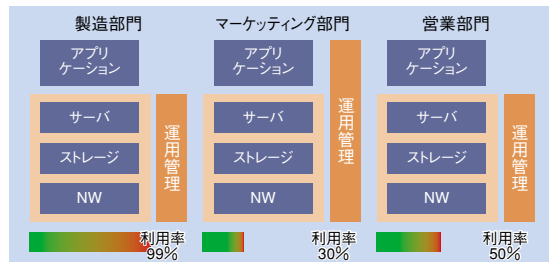 製造部門
アプリ
ケーション
サーバ
ストレージ
NW
運用管理
利用率
99%
マーケッティング部門
アプリ
ケーション
サーバ
ストレージ
NW
運用管理
利用率
30%
営業部門
アプリ
ケーション
サーバ
ストレージ
NW
運用管理
利用率
50%